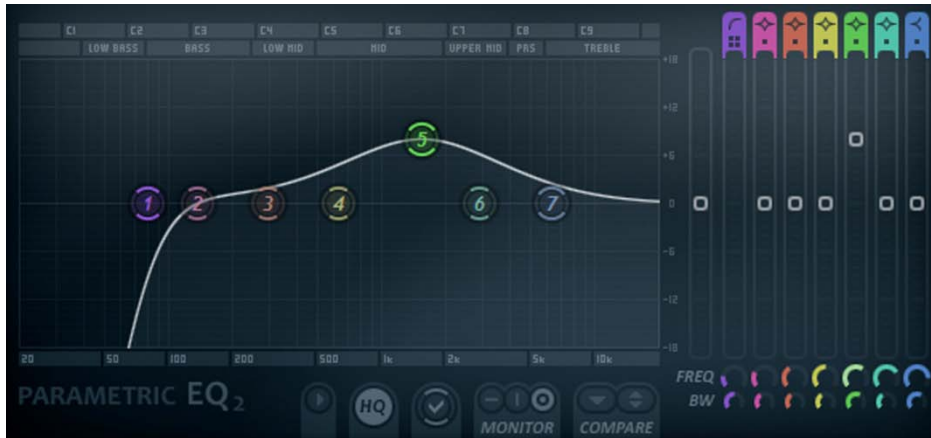 C1 C2 C3 C4 C5 C6 C7 C8 C9
LOW BASS BASS LOW MID MID UPPER MID PRS TREBLE
+18
+12
+6
0
-6
-12
-18
1 2 3 4 5 6 7
20 50 100 200 500 1k 2k 5k 10k
PARAMETRIC EQ2
HQ
MONITOR
COMPARE
FREQ
BW